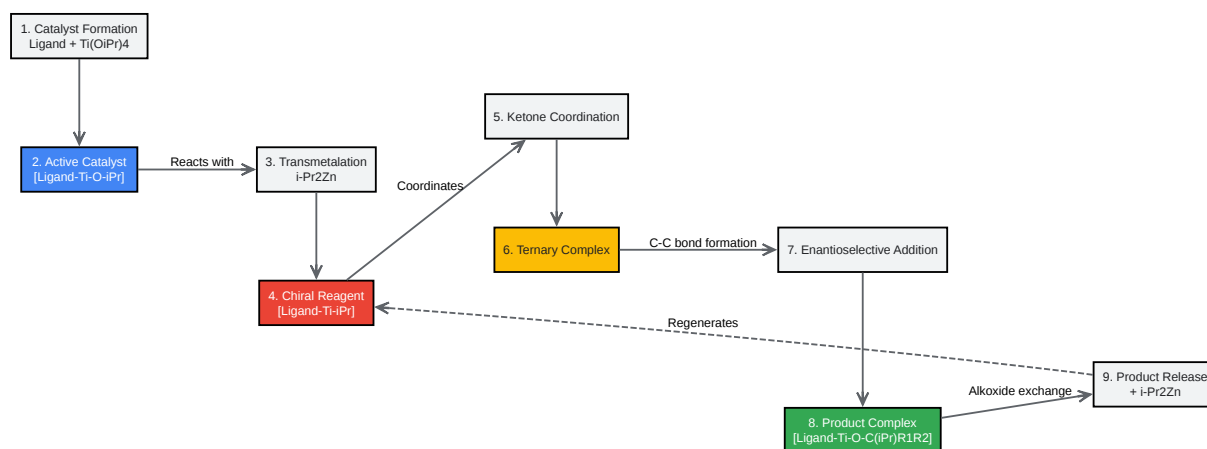 1. Catalyst Formation
Ligand + Ti(OiPr)4
2. Active Catalyst
[Ligand-Ti-O-iPr]
Reacts with
3. Transmetalation
i-Pr2Zn
4. Chiral Reagent
[Ligand-Ti-iPr]
Coordinates
5. Ketone Coordination
6. Ternary Complex
C-C bond formation
7. Enantioselective Addition
Regenerates
8. Product Complex
[Ligand-Ti-O-C(iPr)R1R2]
Alkoxide exchange
9. Product Release
+ i-Pr2Zn